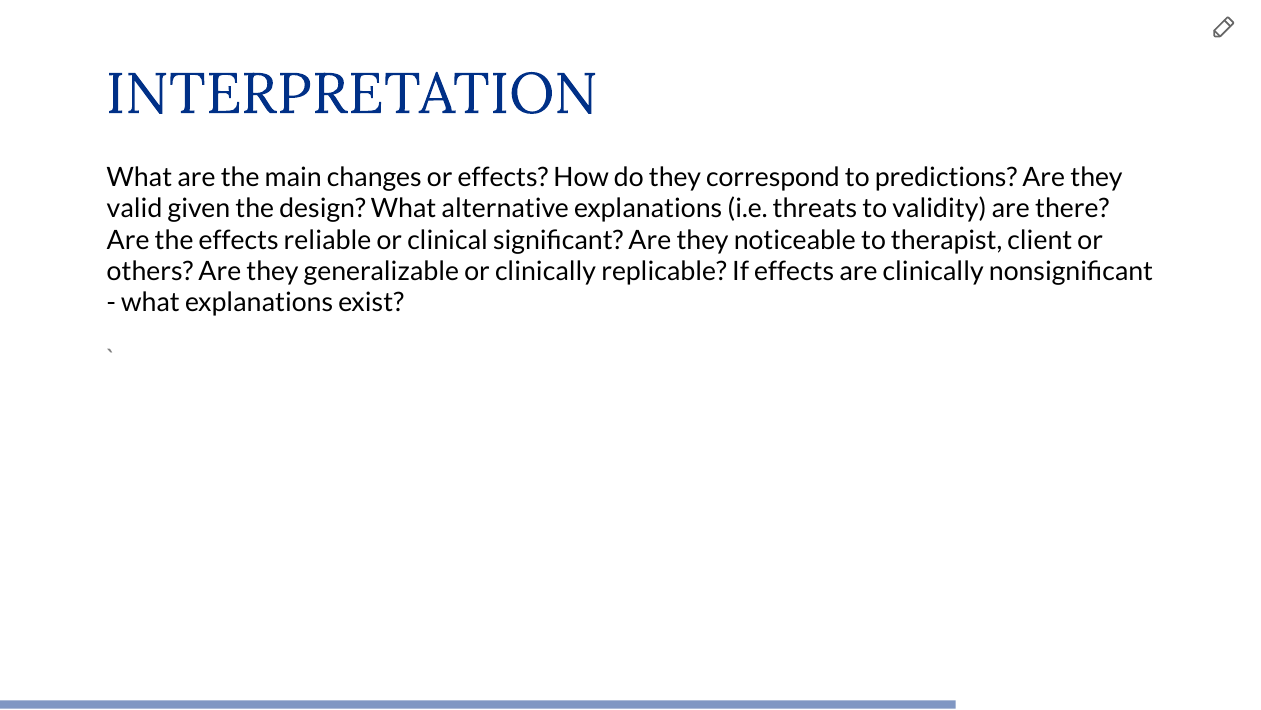 INTERPRETATION
What are the main changes or effects? How do they correspond to predictions? Are they
valid given the design? What alternative explanations (i.e. threats to validity) are there?
Are the effects reliable or clinical significant? Are they noticeable to therapist, client or
others? Are they generalizable or clinically replicable? If effects are clinically nonsignificant
- what explanations exist?
`